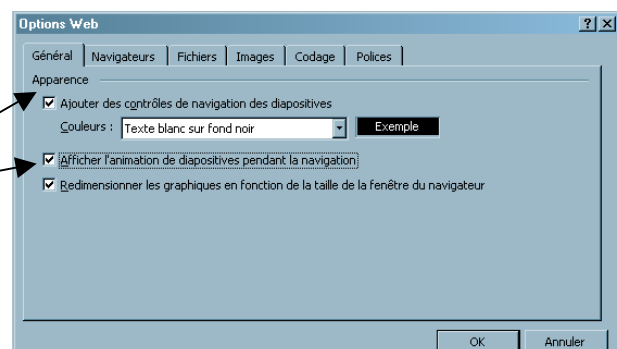 Options Web
Général Navigateurs Fichiers Images Codage Polices
Apparence
Ajouter des contrôles de navigation des diapositives
Couleurs : Texte blanc sur fond noir Exemple
Afficher l'animation de diapositives pendant la navigation
Redimensionner les graphiques en fonction de la taille de la fenêtre du navigateur
OK Annuler